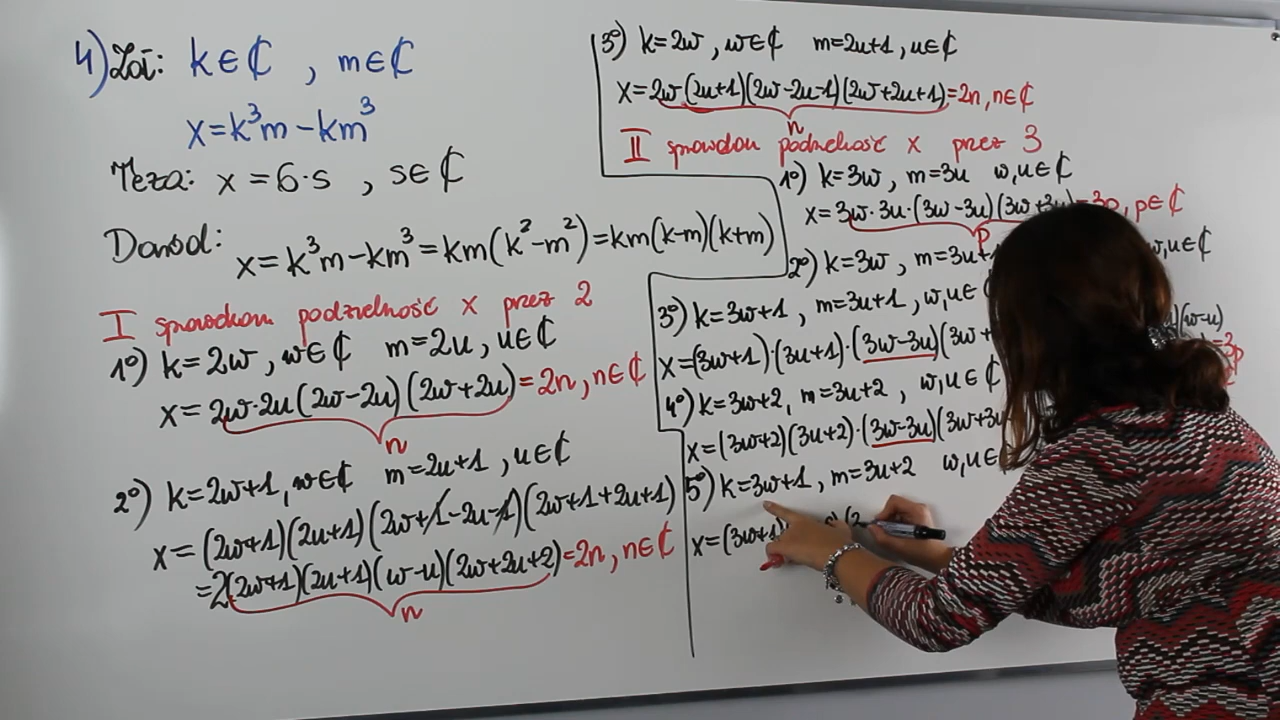 4) Zał: k∈ℂ , m∈ℂ
x=k³m-km³
Teza: x=6·s , s∈ℂ
Dowód:
x=k³m-km³=km(k²-m²)=km(k-m)(k+m)
I sprawdzam podzielność x przez 2
1°) k=2w, w∈ℂ m=2u, u∈ℂ
x=2w·2u(2w-2u)(2w+2u)=2n, n∈ℂ
n
2°) k=2w+1, w∈ℂ m=2u+1, u∈ℂ
x=(2w+1)(2u+1)(2w+1-2u-1)(2w+1+2u+1)
=2(2w+1)(2u+1)(w-u)(2w+2u+2)=2n, n∈ℂ
n
3°) k=2w, w∈ℂ m=2u+1, u∈ℂ
x=2w(2u+1)(2w-2u-1)(2w+2u+1)=2n, n∈ℂ
n
II sprawdzam podzielność x przez 3
1°) k=3w, m=3u w,u∈ℂ
x=3w·3u·(3w-3u)(3w+3u)=3p, p∈ℂ
p
2°) k=3w, m=3u+ w,u∈ℂ
3°) k=3w+1, m=3u+1, w,u∈ℂ
x=(3w+1)·(3u+1)·(3w-3u)(3w+ (w-u)
=3p
4°) k=3w+2, m=3u+2, w,u∈ℂ
x=(3w+2)(3u+2)·(3w-3u)(3w+3u
5°) k=3w+1, m=3u+2 w,u∈
x=(3w+1)